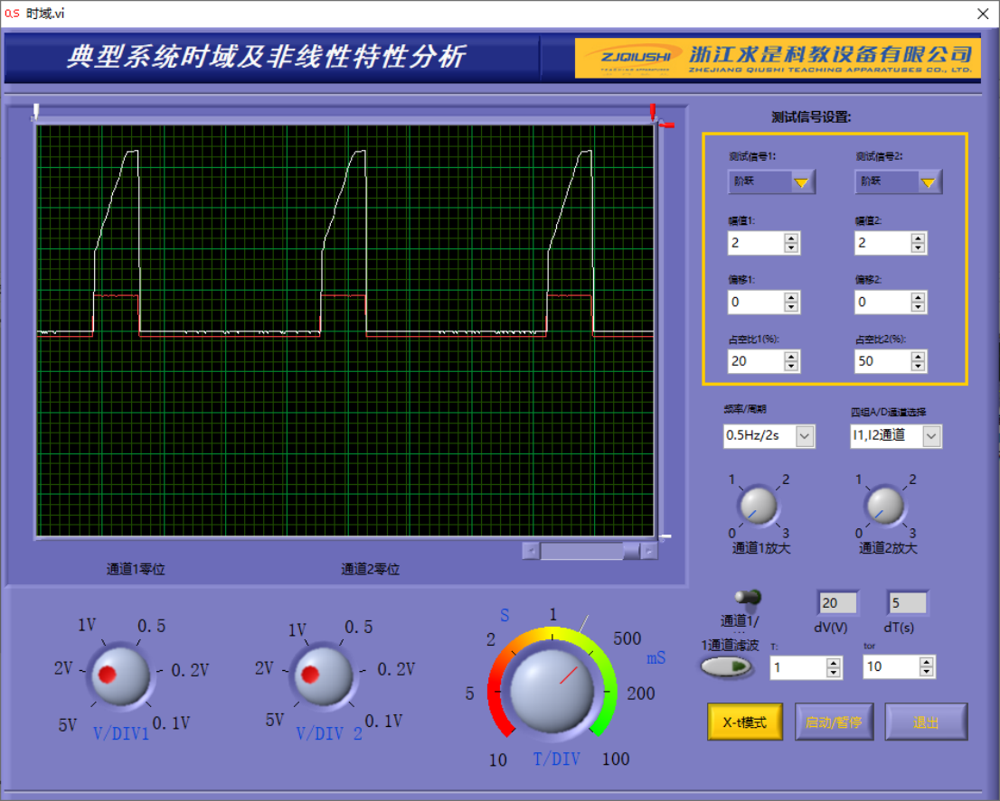 时域.vi
典型系统时域及非线性特性分析
ZJQIUSHI
浙江求是科教设备有限公司
ZHEJIANG QIUSHI TEACHING APPARATUSES CO., LTD.
测试信号设置:
测试信号1:
测试信号2:
阶跃
阶跃
幅值1:
幅值2:
2
2
偏移1:
偏移2:
0
0
占空比1(%):
占空比2(%):
20
50
频率/周期
四组A/D通道选择
0.5Hz/2s
I1,I2通道
1 2
0 3
通道1放大
1 2
0 3
通道2放大
通道1零位
通道2零位
1V 0.5
2V 0.2V
5V 0.1V
V/DIV1
1V 0.5
2V 0.2V
5V 0.1V
V/DIV 2
S 1
2 500
mS
5 200
10 100
T/DIV
通道1/
...
20
5
dV(V)
dT(s)
1通道滤波
T:
1
tor
10
X-t模式
启动/暂停
退出